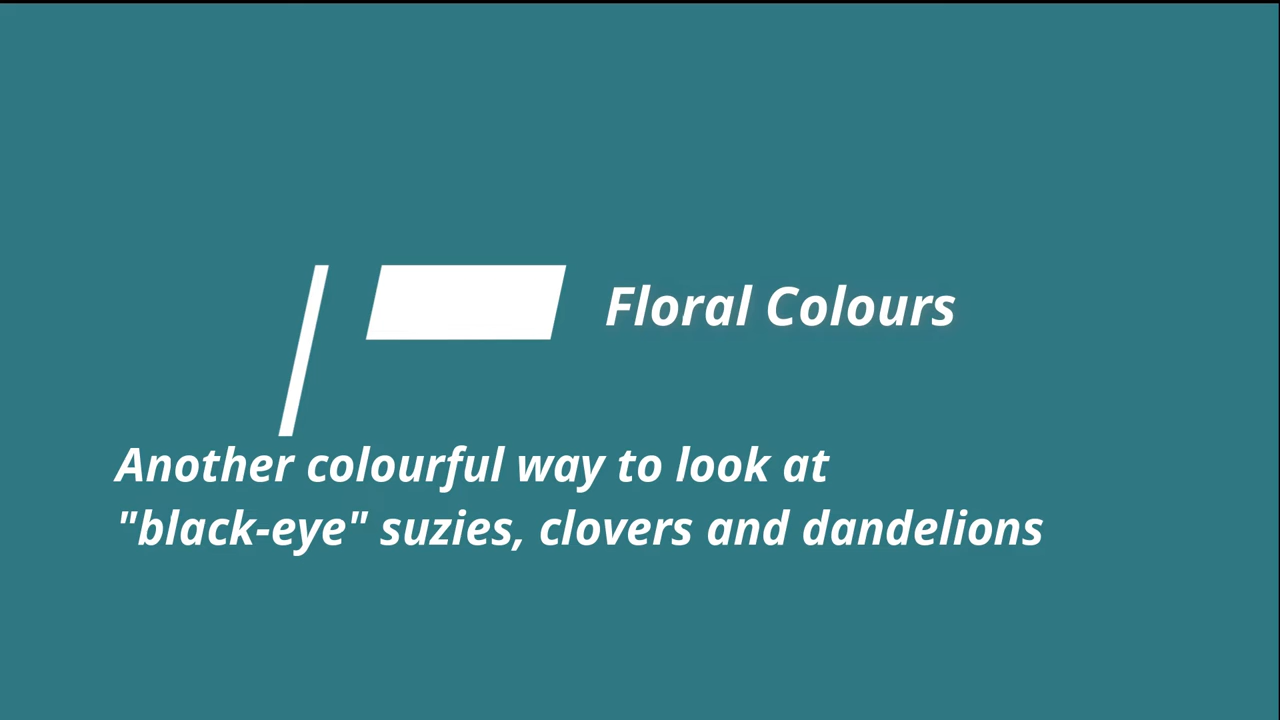 Floral Colours
Another colourful way to look at
"black-eye" suzies, clovers and dandelions